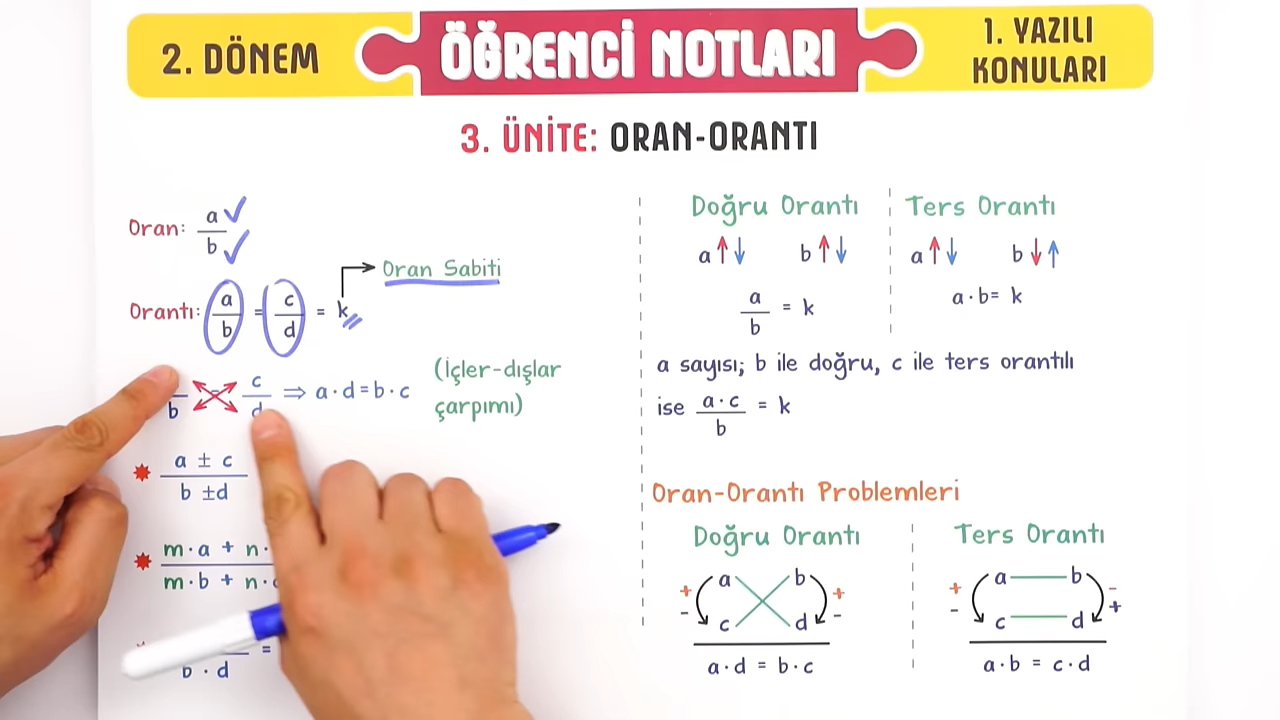 2. DÖNEM
ÖĞRENCİ NOTLARI
1. YAZILI
KONULARI
3. ÜNİTE: ORAN-ORANTI
Oran: a/b
Orantı: a/b = c/d = k
Oran Sabiti
b c ⇒ a·d=b·c
(İçler-dışlar
çarpımı)
a ± c
b ±d
m·a + n·
m·b + n·
b · d =
Doğru Orantı
a↑↓ b↑↓
a/b = k
Ters Orantı
a↑↓ b↓↑
a·b= k
a sayısı; b ile doğru, c ile ters orantılı
ise a·c/b = k
Oran-Orantı Problemleri
Doğru Orantı
+ a b +
- c d -
a·d = b·c
Ters Orantı
+ a b -
- c d +
a·b = c·d